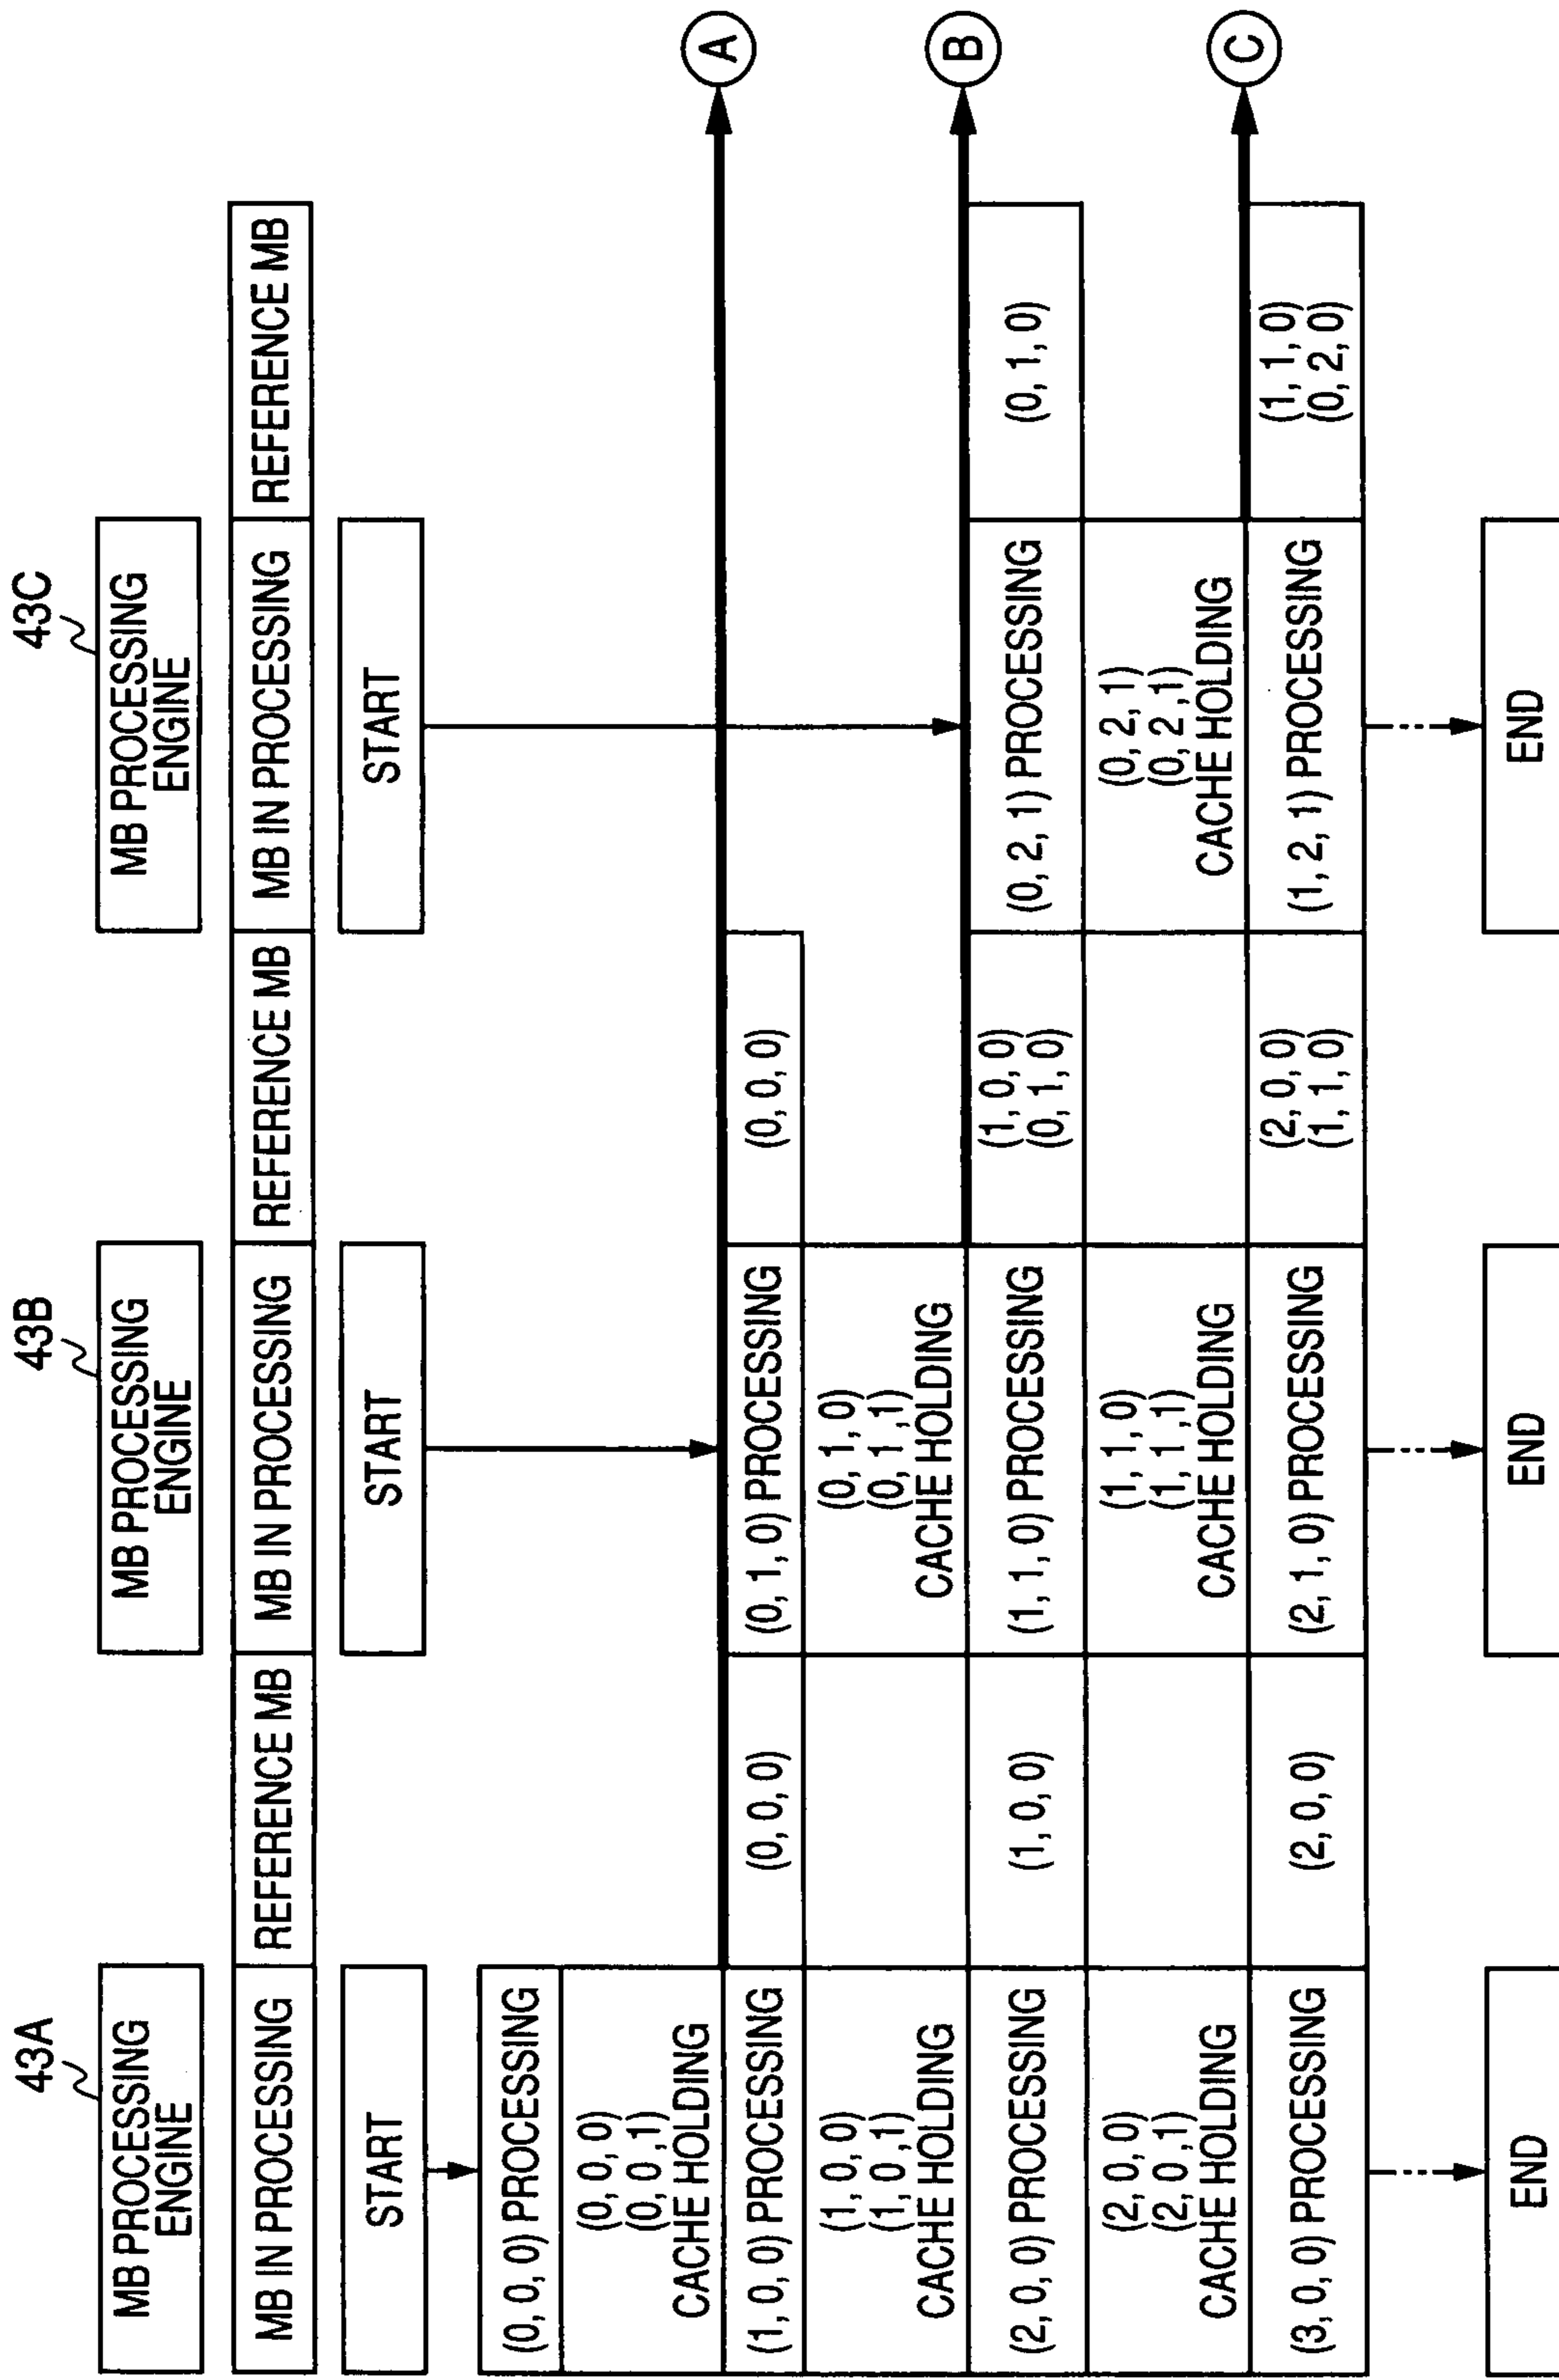 43A
MB PROCESSING
ENGINE
MB IN PROCESSING
REFERENCE MB
START
(0, 0, 0) PROCESSING
(0, 0, 0)
(0, 0 ,1)
CACHE HOLDING
(1, 0, 0) PROCESSING
(0, 0, 0)
(1, 0, 0)
(1, 0 ,1)
CACHE HOLDING
(2, 0, 0) PROCESSING
(1, 0, 0)
(2, 0, 0)
(2, 0 ,1)
CACHE HOLDING
(3, 0, 0) PROCESSING
(2, 0, 0)
END
43B
MB PROCESSING
ENGINE
MB IN PROCESSING
REFERENCE MB
START
(0, 1, 0) PROCESSING
(0, 0, 0)
(0, 1, 0)
(0, 1 ,1)
CACHE HOLDING
(1, 1, 0) PROCESSING
(1, 0, 0)
(0, 1, 0)
(1, 1, 0)
(1, 1 ,1)
CACHE HOLDING
(2, 1, 0) PROCESSING
(2, 0, 0)
(1, 1, 0)
END
43C
MB PROCESSING
ENGINE
MB IN PROCESSING
REFERENCE MB
START
(0, 2, 1) PROCESSING
(0, 1, 0)
(0, 2, 1)
(0, 2 ,1)
CACHE HOLDING
(1, 2, 1) PROCESSING
(1, 1, 0)
(0, 2, 0)
END
A
B
C